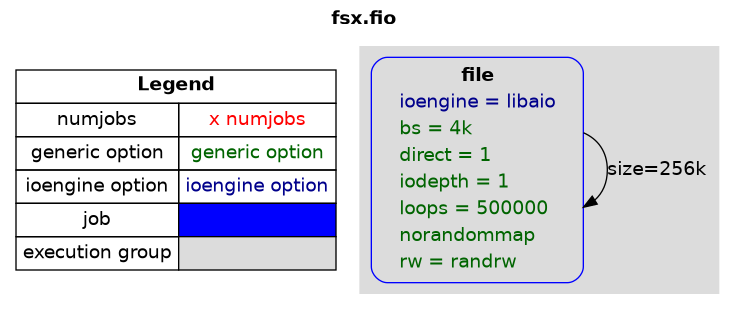 fsx.fio
Legend
numjobs x numjobs
generic option generic option
ioengine option ioengine option
job
execution group
file
ioengine = libaio
bs = 4k
direct = 1
iodepth = 1
loops = 500000
norandommap
rw = randrw
size=256k